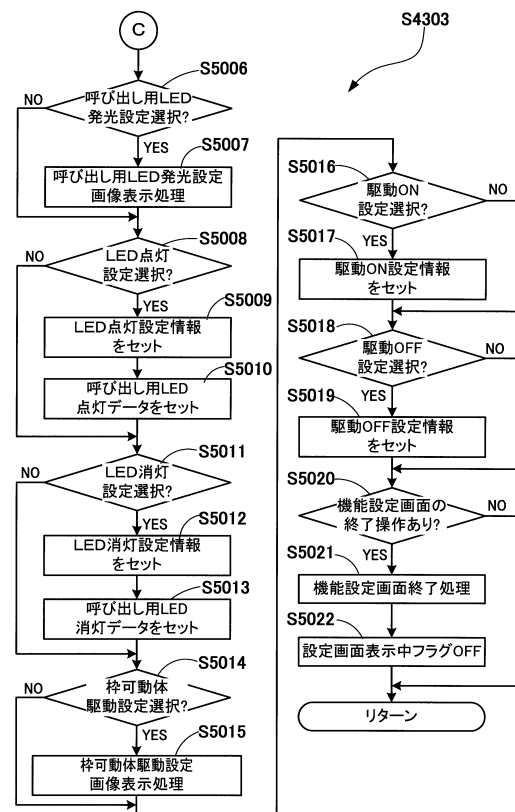 C
S4303
S5006
呼び出し用LED
発光設定選択?
NO
YES
S5007
呼び出し用LED発光設定
画像表示処理
S5008
LED点灯
設定選択?
NO
YES
S5009
LED点灯設定情報
をセット
S5010
呼び出し用LED
点灯データをセット
S5011
LED消灯
設定選択?
NO
YES
S5012
LED消灯設定情報
をセット
S5013
呼び出し用LED
消灯データをセット
S5014
枠可動体
駆動設定選択?
NO
YES
S5015
枠可動体駆動設定
画像表示処理
S5016
駆動ON
設定選択?
NO
YES
S5017
駆動ON設定情報
をセット
S5018
駆動OFF
設定選択?
NO
YES
S5019
駆動OFF設定情報
をセット
S5020
機能設定画面の
終了操作あり?
NO
YES
S5021
機能設定画面終了処理
S5022
設定画面表示中フラグOFF
リターン